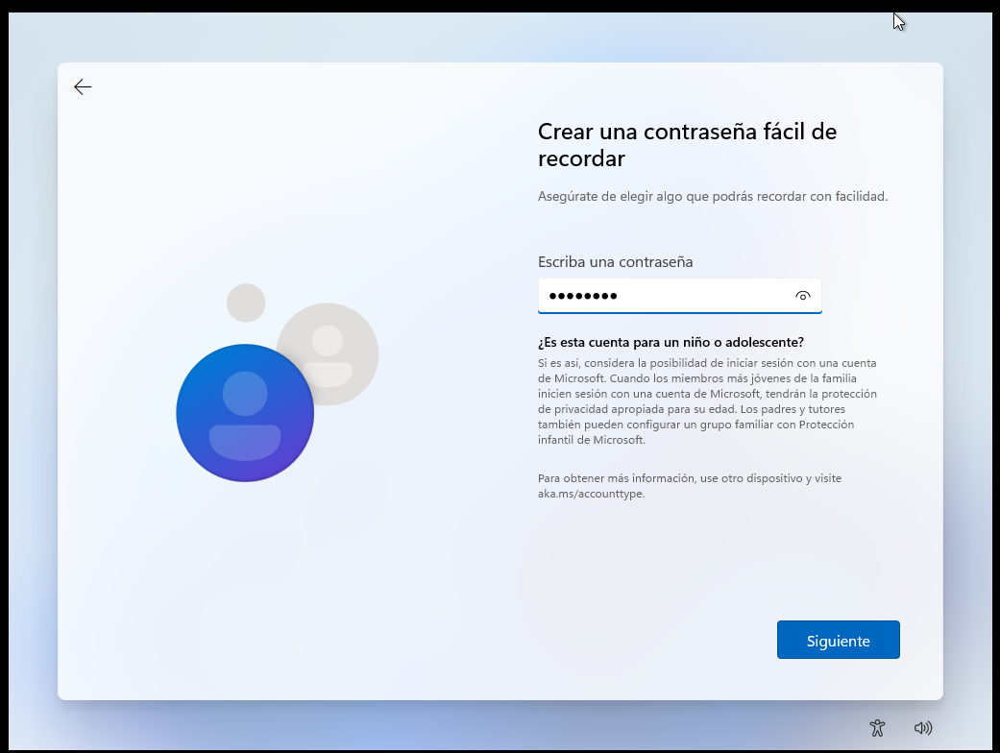 Crear una contraseña fácil de
recordar
Asegúrate de elegir algo que podrás recordar con facilidad.
Escriba una contraseña
••••••••
¿Es esta cuenta para un niño o adolescente?
Si es así, considera la posibilidad de iniciar sesión con una cuenta
de Microsoft. Cuando los miembros más jóvenes de la familia
inicien sesión con una cuenta de Microsoft, tendrán la protección
de privacidad apropiada para su edad. Los padres y tutores
también pueden configurar un grupo familiar con Protección
infantil de Microsoft.
Para obtener más información, use otro dispositivo y visite
aka.ms/accounttype.
Siguiente